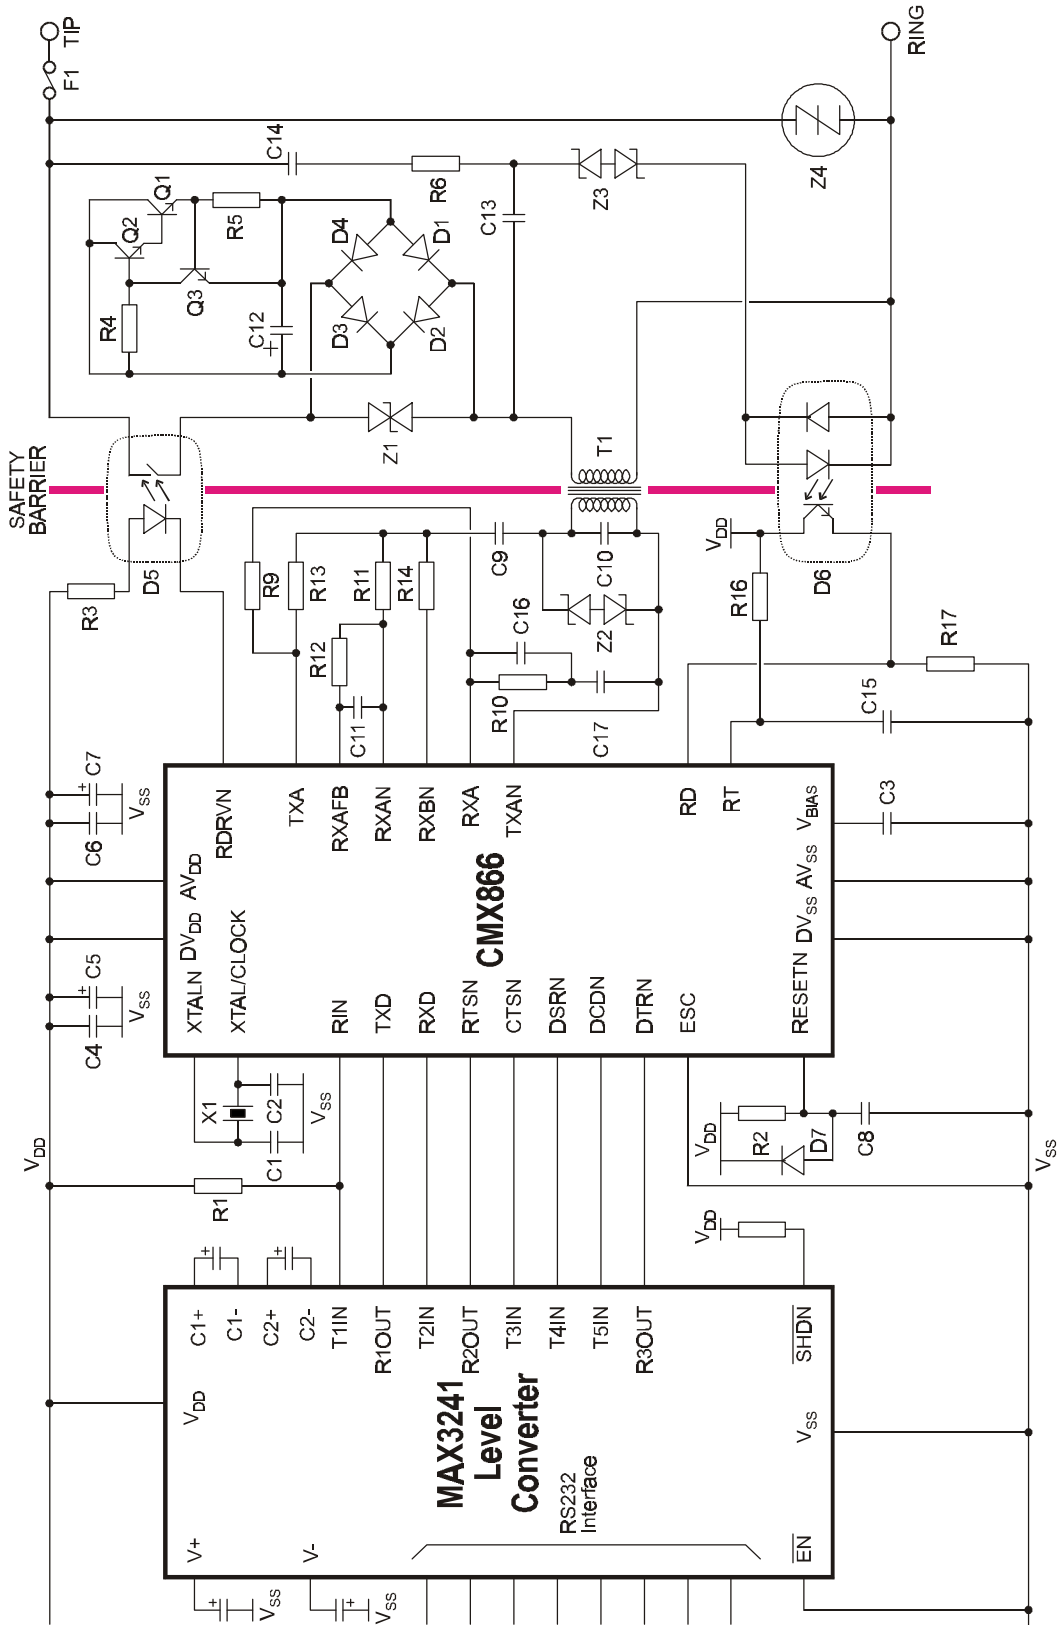 SAFETY
BARRIER
F1
TIP
RING
C14
R6
C13
Z3
Z4
Q1
Q2
Q3
R5
R4
C12
+
D4
D1
D3
D2
Z1
T1
D5
D6
R3
R9
R13
R11
R14
R12
C11
C9
C10
C16
Z2
R10
C17
VDD
R16
R17
C15
C3
+
C7
C6
VSS
RDRVN
TXA
RXAFB
RXAN
RXBN
RXA
TXAN
RD
RT
VBIAS
AVDD
DVDD
AVSS
DVSS
CMX866
XTALN
XTAL/CLOCK
RIN
TXD
RXD
RTSN
CTSN
DSRN
DCDN
DTRN
ESC
RESETN
+
C5
C4
VSS
X1
C2
C1
VSS
VDD
R1
VDD
R2
D7
C8
VSS
VDD
+
+
C1+
C1-
C2+
C2-
T1IN
R1OUT
T2IN
R2OUT
T3IN
T4IN
T5IN
R3OUT
SHDN
VDD
VSS
MAX3241
Level
Converter
RS232
Interface
V+
V-
EN
+
VSS
+
VSS